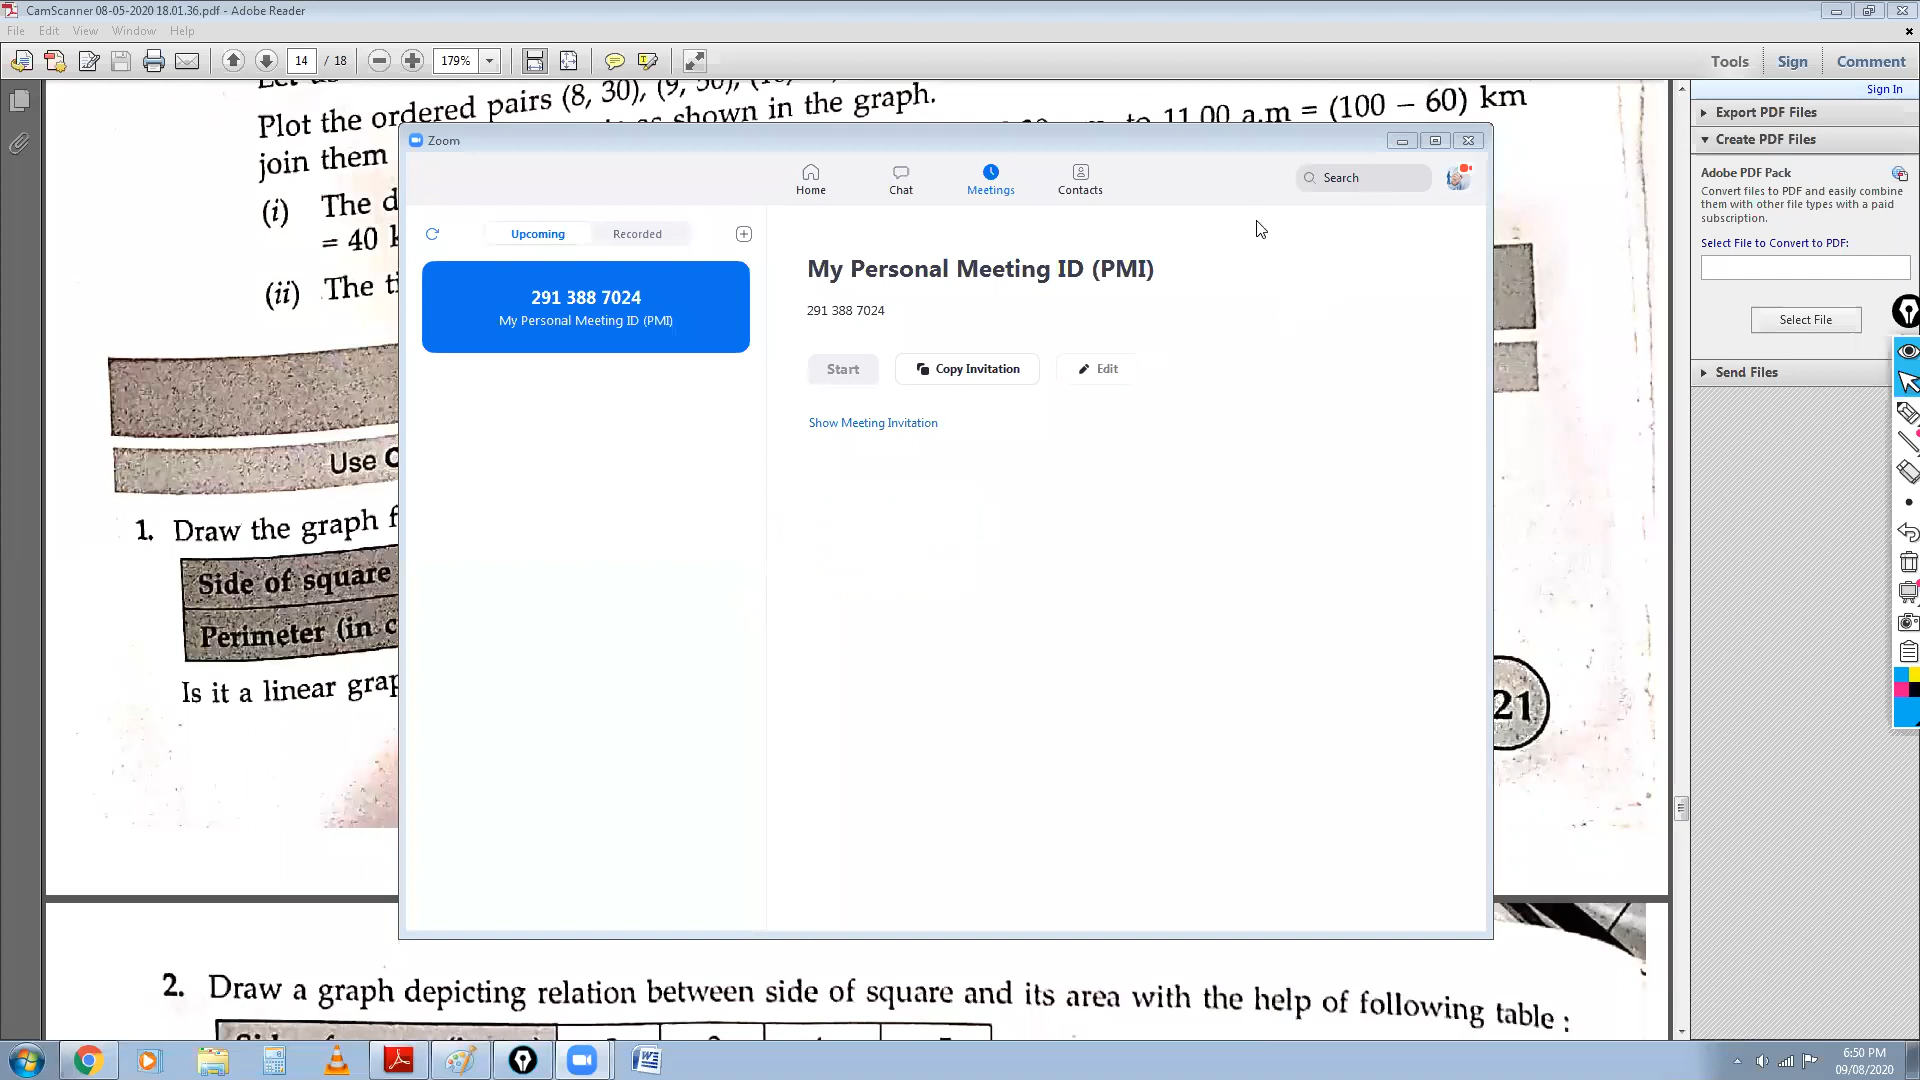 CamScanner 08-05-2020 18.01.36.pdf - Adobe Reader
File Edit View Window Help
14 / 18 179%
Tools Sign Comment
Sign In
Export PDF Files
Create PDF Files
Adobe PDF Pack
Convert files to PDF and easily combine
them with other file types with a paid
subscription.
Select File to Convert to PDF:
Select File
Send Files
Plot the ordered pairs (8, 30), (9,
join them
shown in the graph.
to 11.00 a.m = (100 – 60) km
(i) The d
= 40 k
(ii) The ti
Use
1. Draw the graph f
Side of square
Perimeter (in c
Is it a linear grap
21
Zoom
Home
Chat
Meetings
Contacts
Search
Upcoming
Recorded
291 388 7024
My Personal Meeting ID (PMI)
My Personal Meeting ID (PMI)
291 388 7024
Start
Copy Invitation
Edit
Show Meeting Invitation
2. Draw a graph depicting relation between side of square and its area with the help of following table :
6:50 PM
09/08/2020